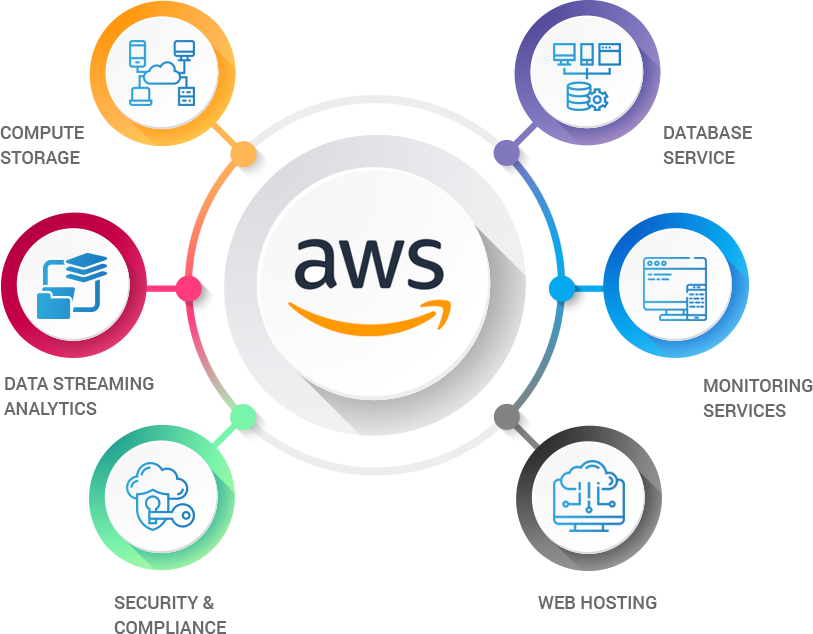 COMPUTE
STORAGE
DATABASE
SERVICE
aws
DATA STREAMING
ANALYTICS
MONITORING
SERVICES
SECURITY &
COMPLIANCE
WEB HOSTING